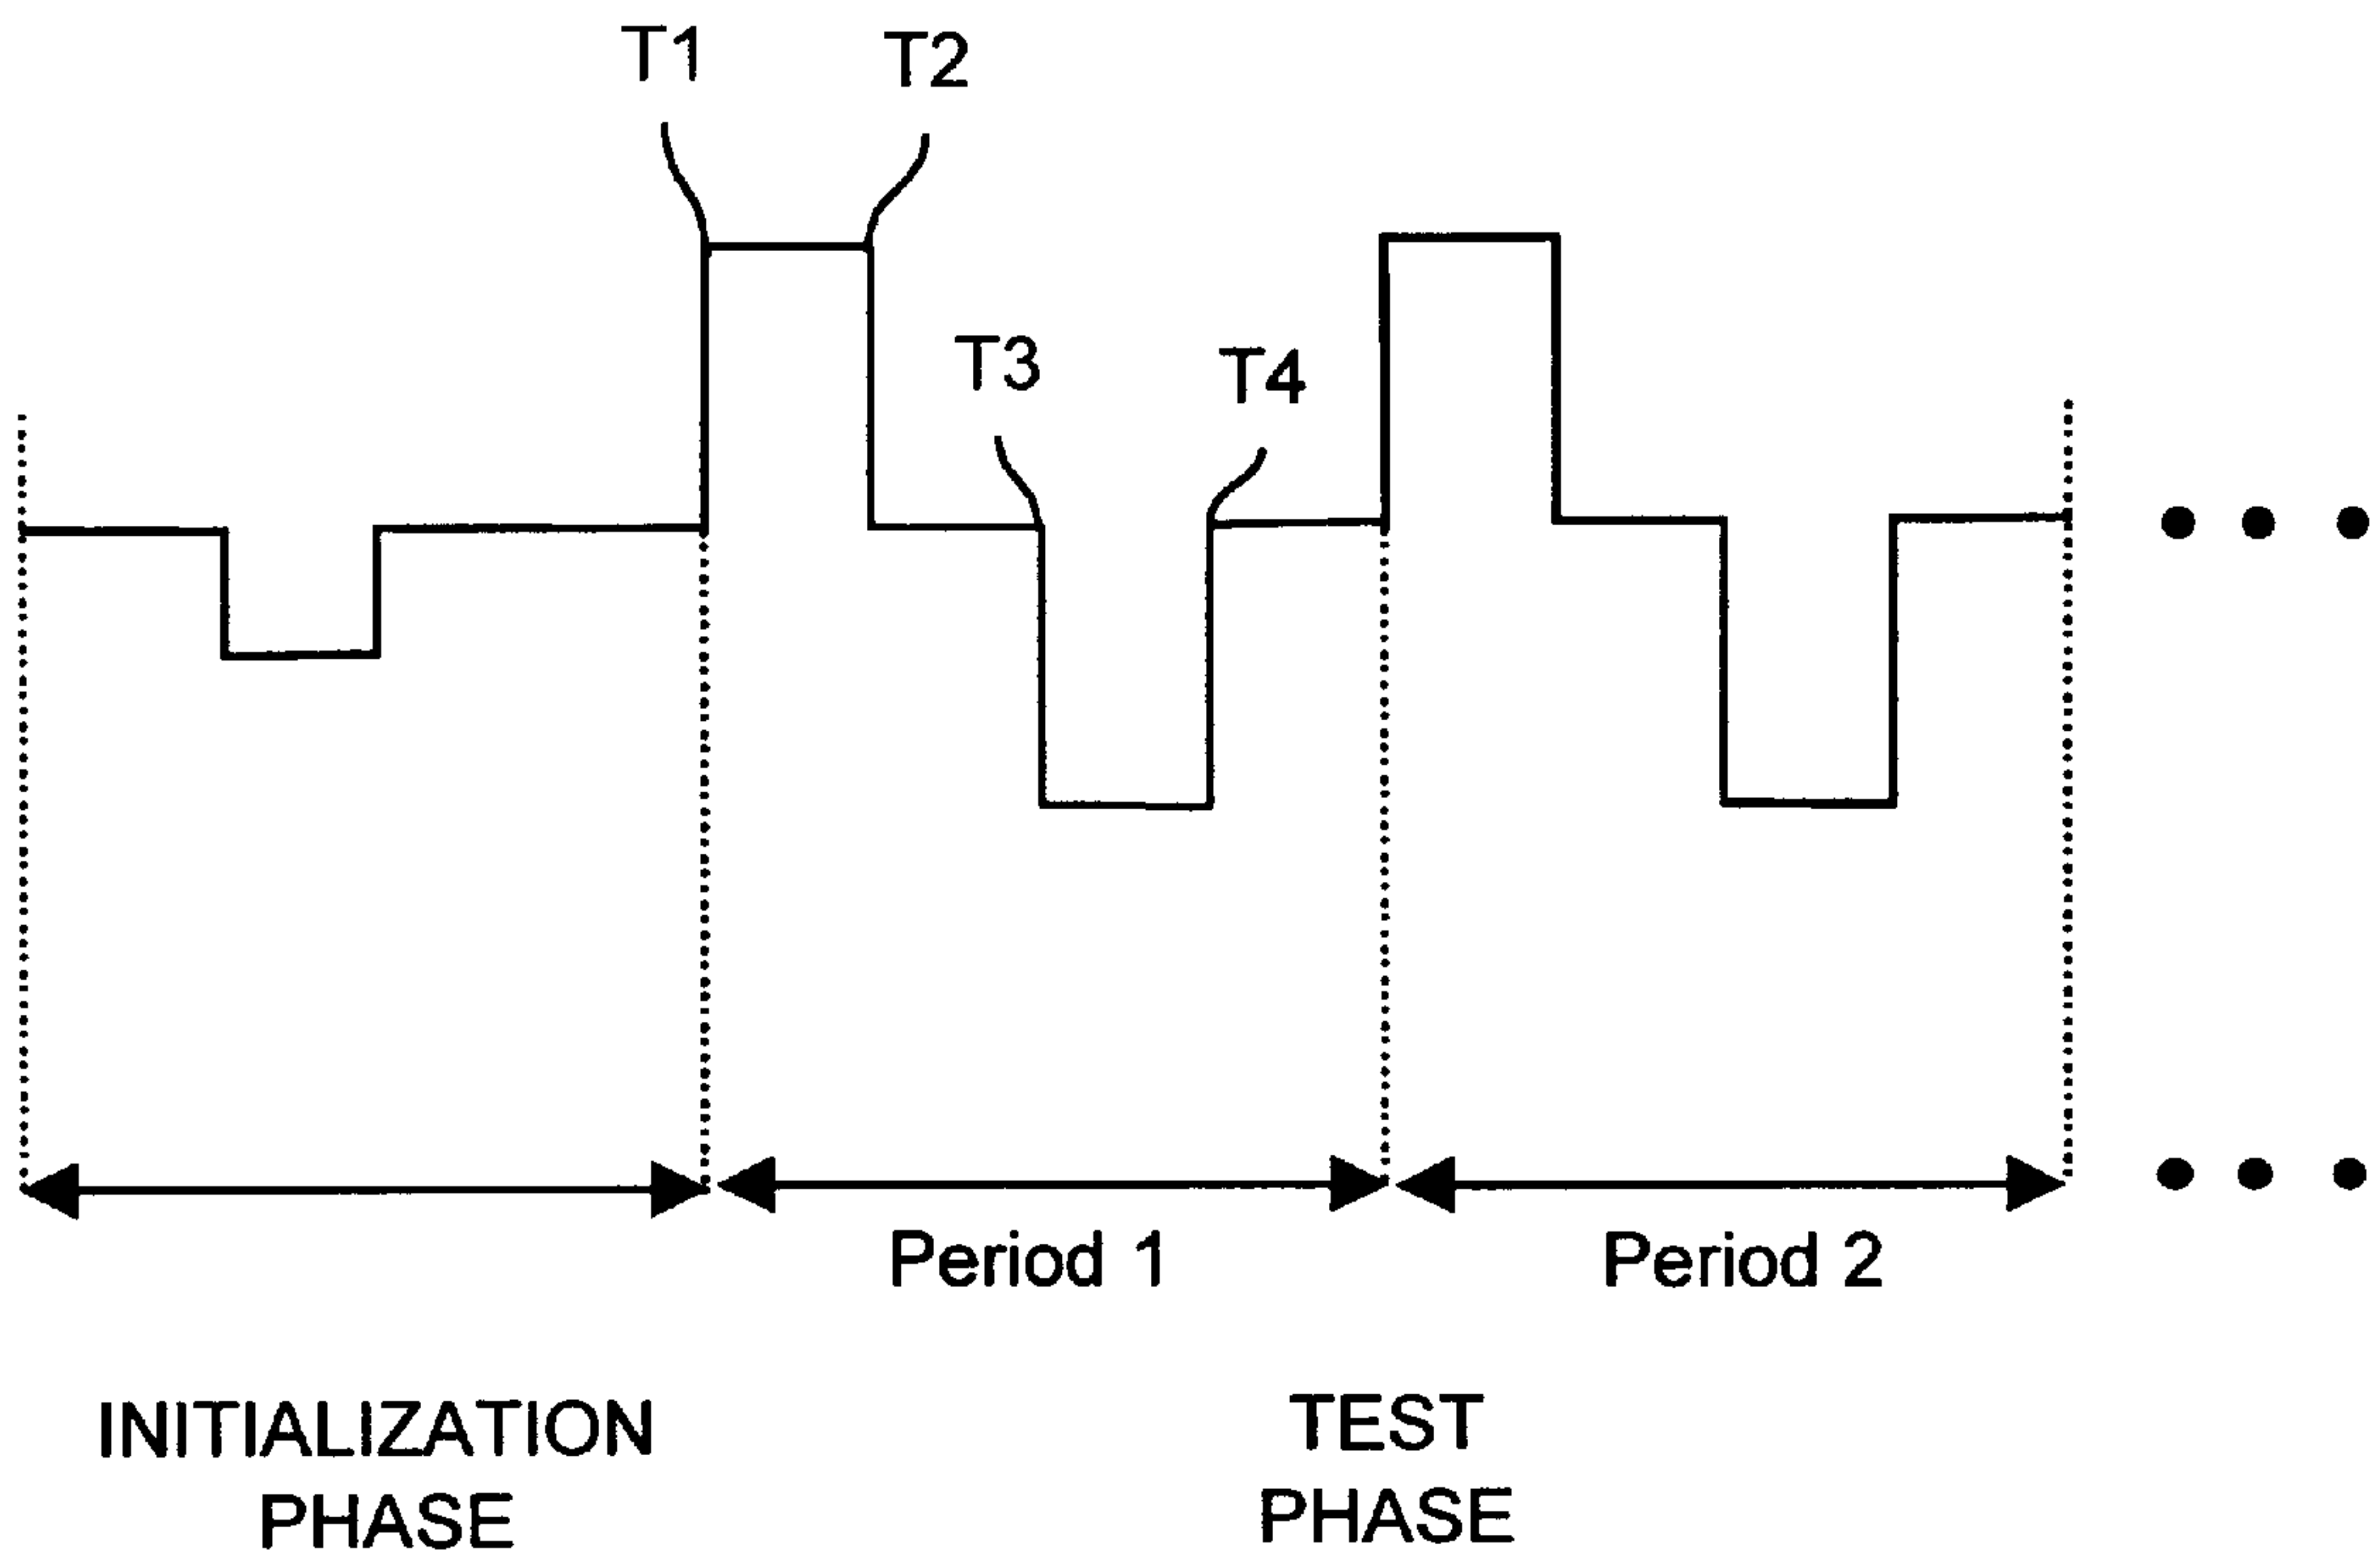 T1
T2
T3
T4
Period 1
Period 2
INITIALIZATION
PHASE
TEST
PHASE